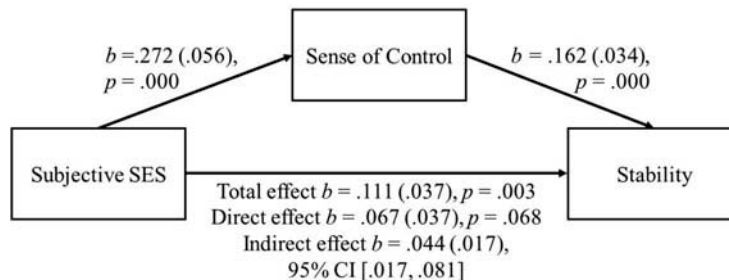 b =.272 (.056),
p = .000
Sense of Control
b = .162 (.034),
p = .000
Subjective SES
Stability
Total effect b = .111 (.037), p = .003
Direct effect b = .067 (.037), p = .068
Indirect effect b = .044 (.017),
95% CI [.017, .081]